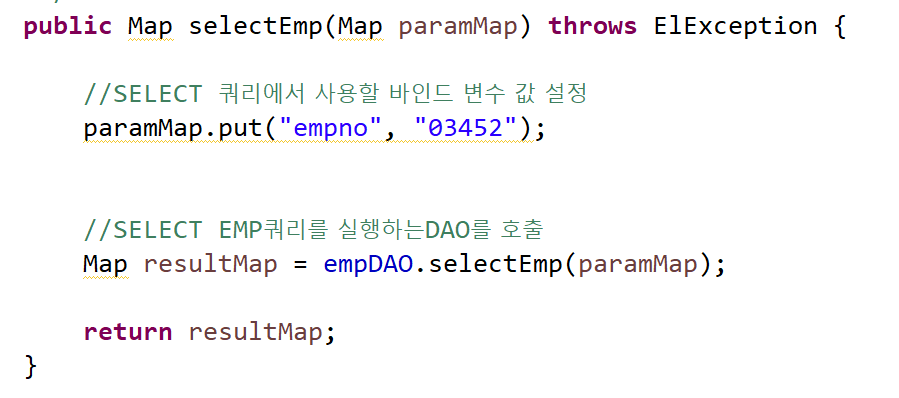 public Map selectEmp(Map paramMap) throws ElException {
//SELECT 쿼리에서 사용할 바인드 변수 값 설정
paramMap.put("empno", "03452");
//SELECT EMP쿼리를 실행하는DAO를 호출
Map resultMap = empDAO.selectEmp(paramMap);
return resultMap;
}